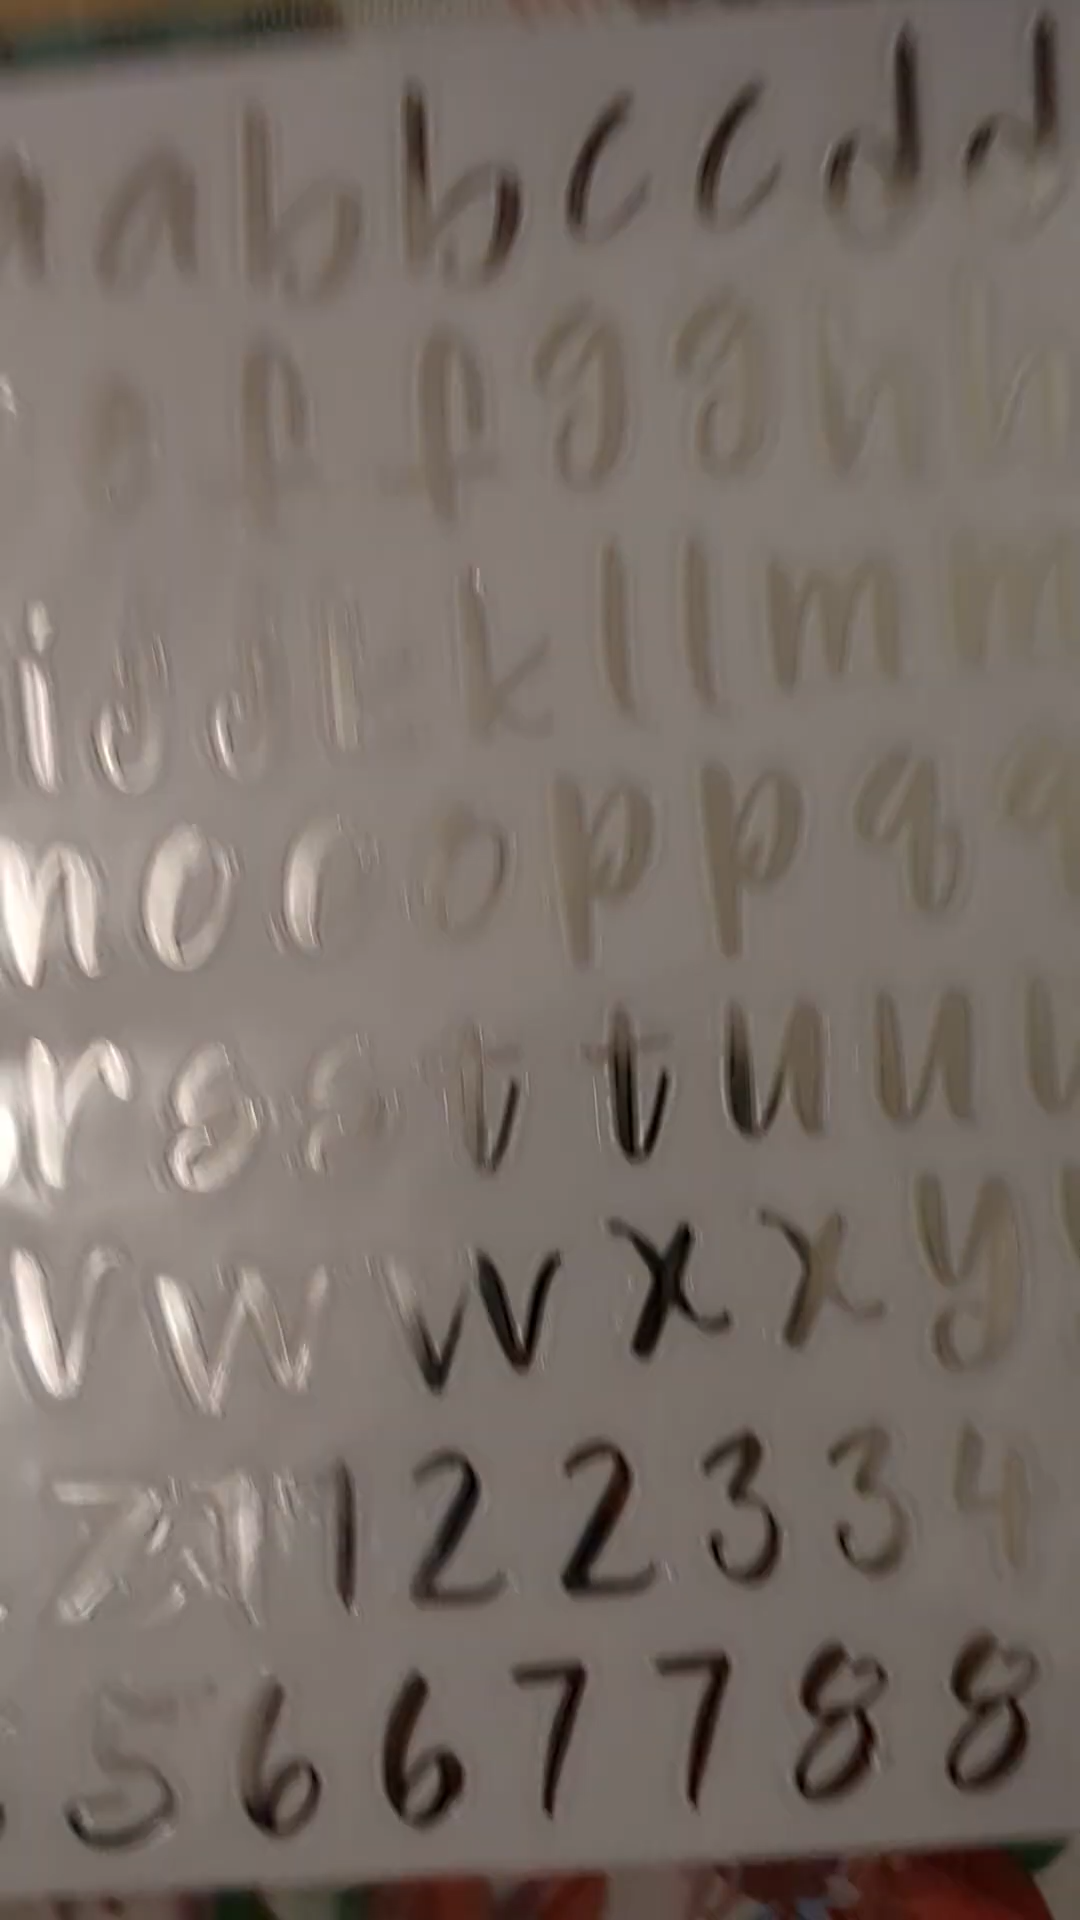 a a b b c c d d
e f f g g h h
i j j k k l l m m
n o o o p p q q
r s s t t u u v
v w w x x y y
z 1 1 2 2 3 3 4
5 6 6 7 7 8 8